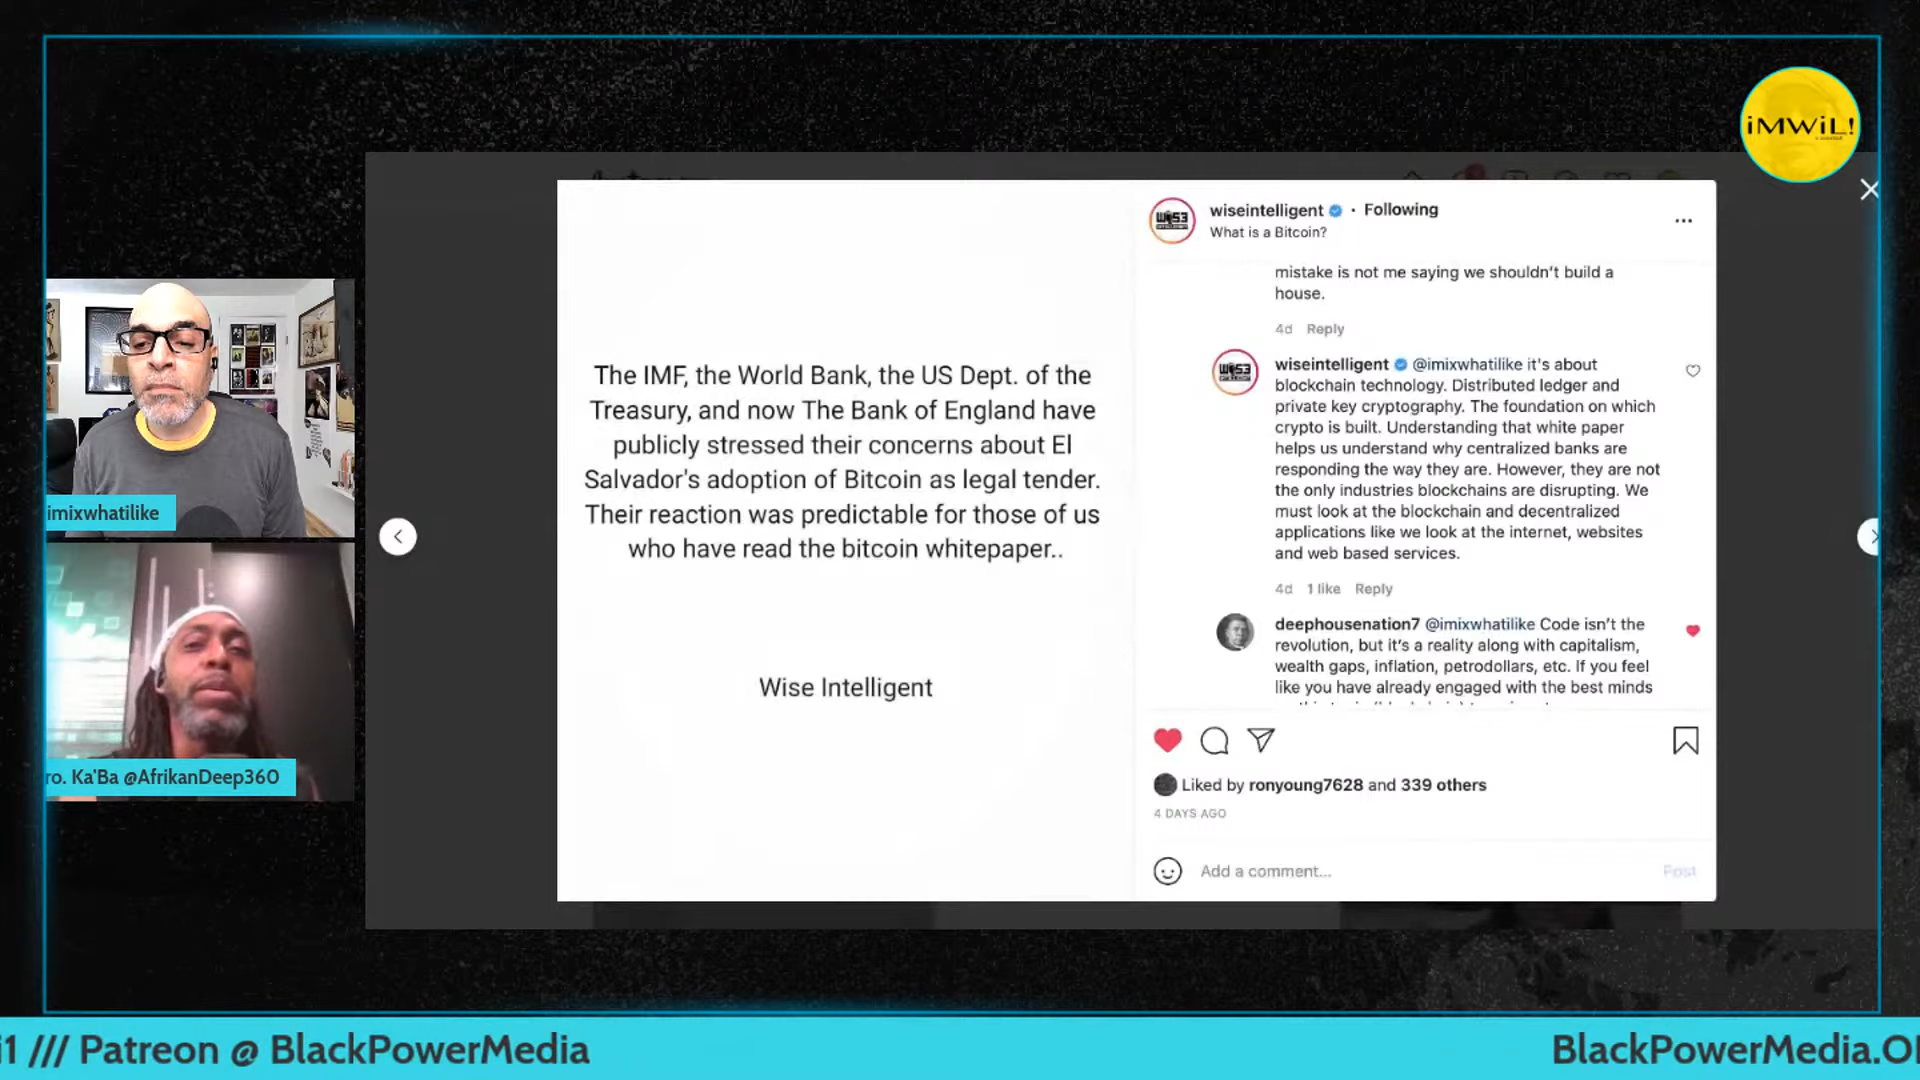 iMWiL!
wiseintelligent · Following
What is a Bitcoin?
mistake is not me saying we shouldn't build a
house.
4d Reply
wiseintelligent @imixwhatilike it's about
blockchain technology. Distributed ledger and
private key cryptography. The foundation on which
crypto is built. Understanding that white paper
helps us understand why centralized banks are
responding the way they are. However, they are not
the only industries blockchains are disrupting. We
must look at the blockchain and decentralized
applications like we look at the internet, websites
and web based services.
4d 1 like Reply
deephousenation7 @imixwhatilike Code isn't the
revolution, but it's a reality along with capitalism,
wealth gaps, inflation, petrodollars, etc. If you feel
like you have already engaged with the best minds
Liked by ronyoung7628 and 339 others
4 DAYS AGO
Add a comment...
Post
The IMF, the World Bank, the US Dept. of the
Treasury, and now The Bank of England have
publicly stressed their concerns about El
Salvador's adoption of Bitcoin as legal tender.
Their reaction was predictable for those of us
who have read the bitcoin whitepaper..
Wise Intelligent
imixwhatilike
ro. Ka'Ba @AfrikanDeep360
i1 /// Patreon @ BlackPowerMedia
BlackPowerMedia.O